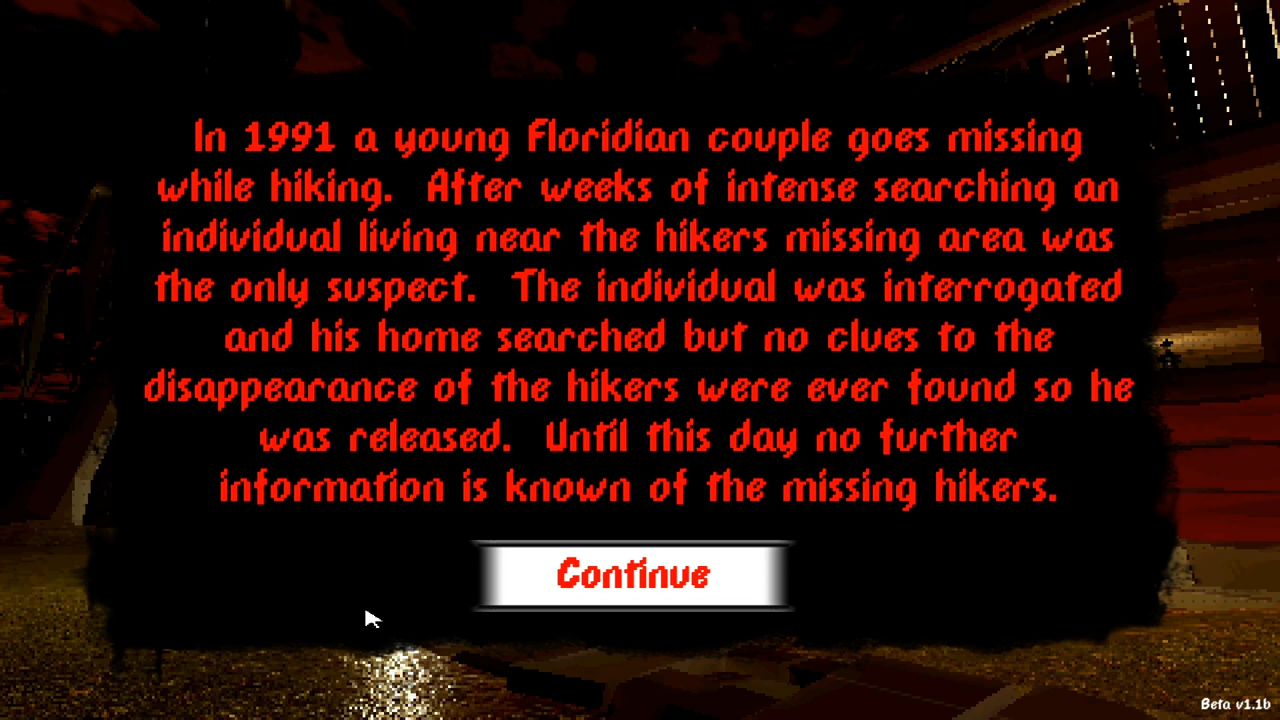 In 1991 a young Floridian couple goes missing
while hiking.  After weeks of intense searching an
individual living near the hikers missing area was
the only suspect.  The individual was interrogated
and his home searched but no clues to the
disappearance of the hikers were ever found so he
was released.  Until this day no further
information is known of the missing hikers.
Continue
Beta v1.1b